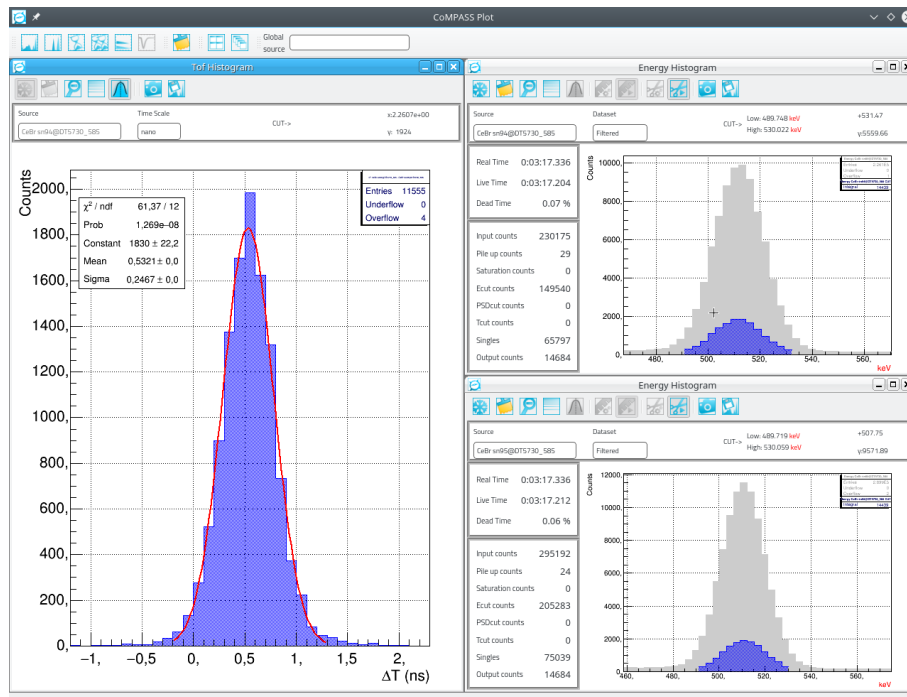 CoMPASS Plot
Global
source
Tof Histogram
Source
Time Scale
x:2.2607e+00
CeBr sn94@DT5730_585
nano
CUT->
y: 1924
Counts
2000,
1800,
1600,
1400,
1200,
1000,
800,
600,
400,
200,
0,
χ² / ndf 61,37 / 12
Prob 1,269e−08
Constant 1830 ± 22,2
Mean 0,5321 ± 0,0
Sigma 0,2467 ± 0,0
Entries 11555
Underflow 0
Overflow 4
−1, −0,5 0, 0,5 1, 1,5 2,
ΔT (ns)
Energy Histogram
Source
Dataset
CUT-> Low: 489.748 keV
High: 530.022 keV
+531.47
CeBr sn94@DT5730_585
Filtered
y:5559.66
Real Time 0:03:17.336
Live Time 0:03:17.204
Dead Time 0.07 %
Input counts 230175
Pile up counts 29
Saturation counts 0
Ecut counts 149540
PSDcut counts 0
Tcut counts 0
Singles 65797
Output counts 14684
Counts
10000,
8000,
6000,
4000,
2000,
0,
480, 500, 520, 540, 560,
keV
Energy Histogram
Source
Dataset
CUT-> Low: 489.719 keV
High: 530.059 keV
+507.75
CeBr sn95@DT5730_585
Filtered
y:9571.89
Real Time 0:03:17.336
Live Time 0:03:17.212
Dead Time 0.06 %
Input counts 295192
Pile up counts 24
Saturation counts 0
Ecut counts 205283
PSDcut counts 0
Tcut counts 0
Singles 75039
Output counts 14684
Counts
12000,
10000,
8000,
6000,
4000,
2000,
0,
460, 480, 500, 520, 540, 560,
keV